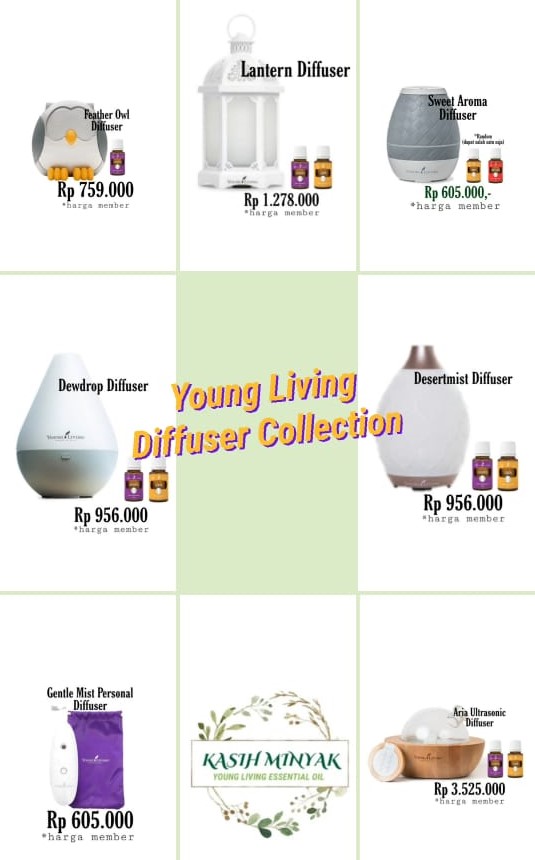 Feather Owl
Diffuser
Rp 759.000
*harga member
Lantern Diffuser
Rp 1.278.000
*harga member
Sweet Aroma
Diffuser
*Random
(dapat salah satu saja)
Rp 605.000,-
*harga member
Dewdrop Diffuser
YOUNG LIVING
Rp 956.000
*harga member
Young Living
Diffuser Collection
Desertmist Diffuser
Rp 956.000
*harga member
Gentle Mist Personal
Diffuser
Rp 605.000
*harga member
KASIH MINYAK
YOUNG LIVING ESSENTIAL OIL
Aria Ultrasonic
Diffuser
Rp 3.525.000
*harga member